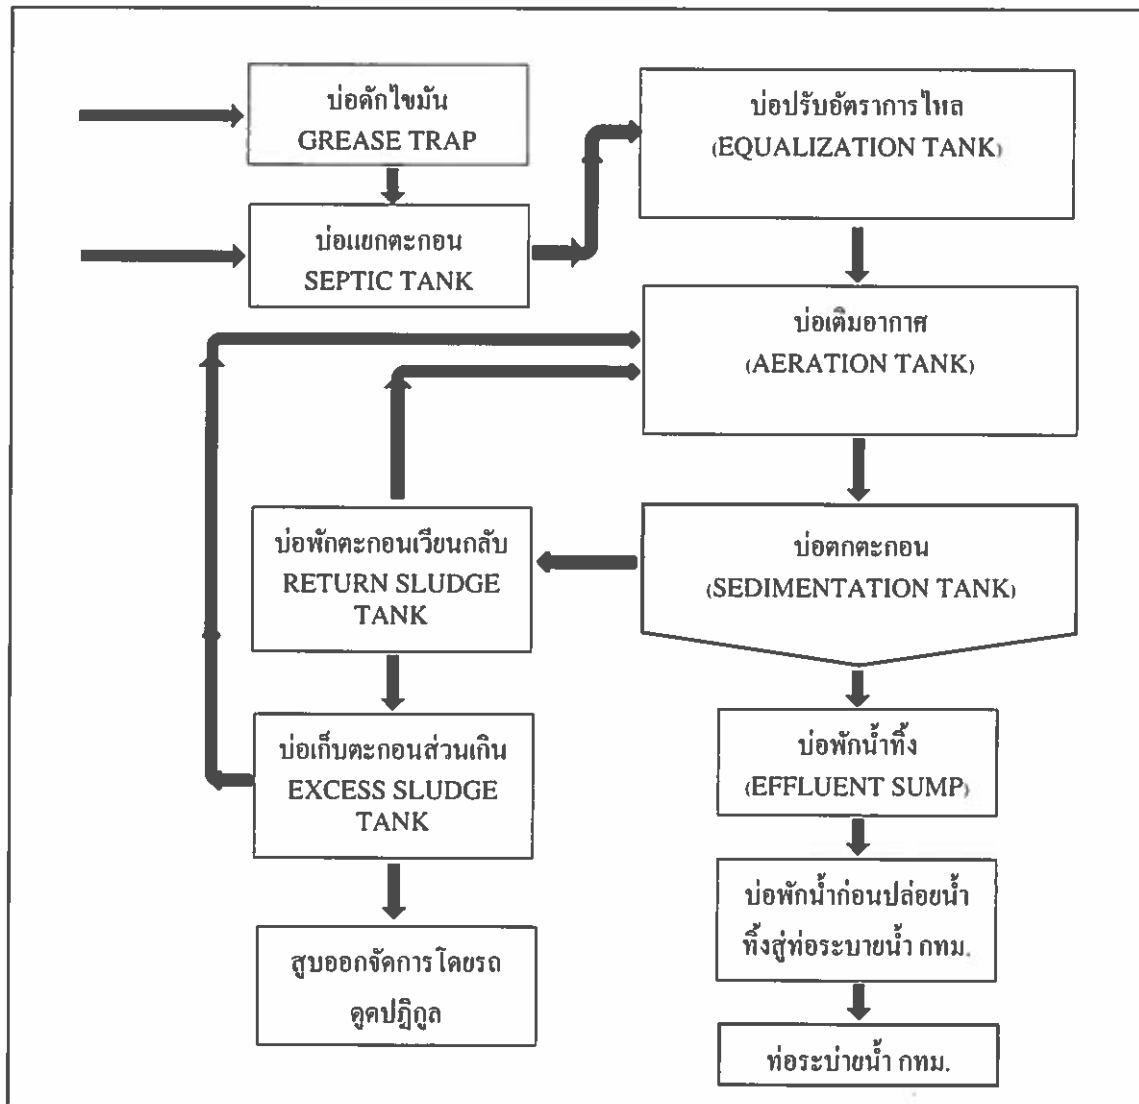 บ่อดักไขมัน
GREASE TRAP
บ่อปรับอัตราการไหล
(EQUALIZATION TANK)
บ่อแยกตะกอน
SEPTIC TANK
บ่อเติมอากาศ
(AERATION TANK)
บ่อพักตะกอนเวียนกลับ
RETURN SLUDGE
TANK
บ่อตกตะกอน
(SEDIMENTATION TANK)
บ่อเก็บตะกอนส่วนเกิน
EXCESS SLUDGE
TANK
บ่อพักน้ำทิ้ง
(EFFLUENT SUMP)
บ่อพักน้ำก่อนปล่อยน้ำ
ทิ้งสู่ท่อระบายน้ำ กทม.
สูบออกจัดการโดยรถ
ดูดปฏิกูล
ท่อระบ่ายน้ำ กทม.